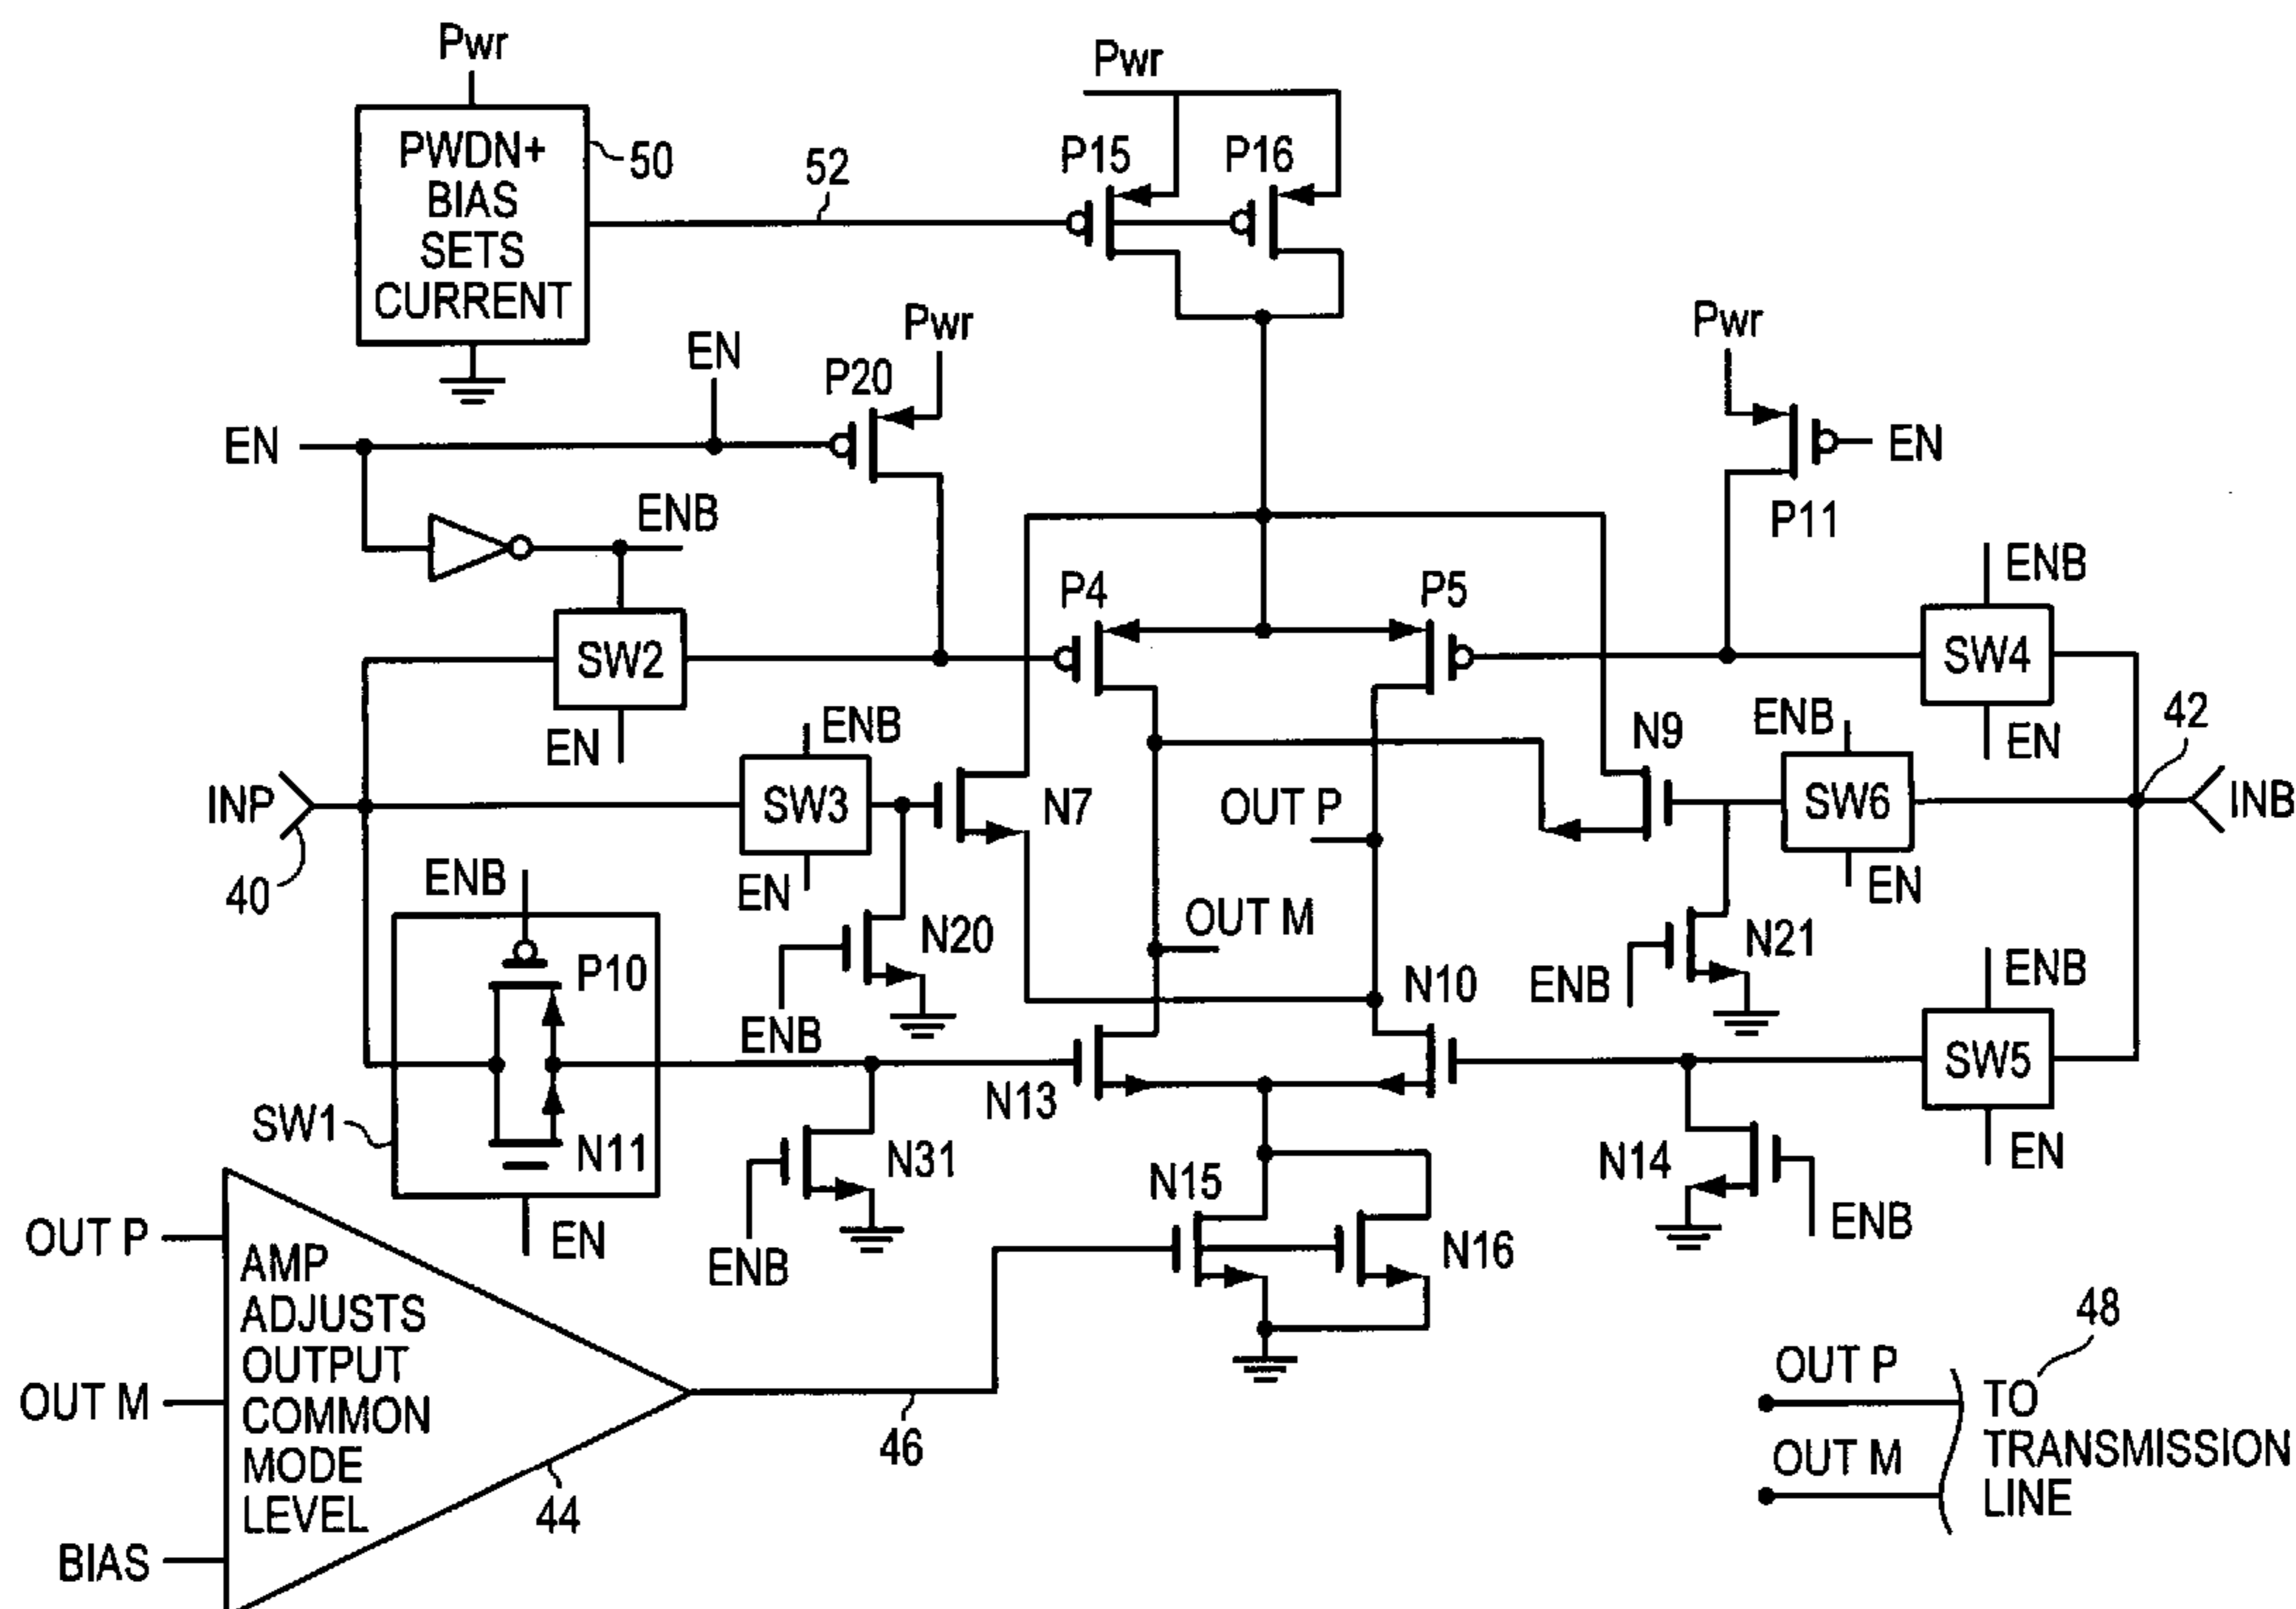 Pwr
Pwr
PWDN+
BIAS
SETS
CURRENT
50
52
P15
P16
EN
EN
P20
Pwr
Pwr
EN
P11
ENB
SW2
EN
P4
P5
ENB
SW4
EN
INP
40
ENB
SW3
EN
N7
OUT P
N9
ENB
SW6
EN
42
INB
ENB
P10
N11
SW1
EN
N20
ENB
OUT M
N10
N21
ENB
ENB
SW5
EN
N13
N31
ENB
N15
N16
N14
ENB
OUT P
OUT M
BIAS
AMP
ADJUSTS
OUTPUT
COMMON
MODE
LEVEL
44
46
48
OUT P
OUT M
TO
TRANSMISSION
LINE